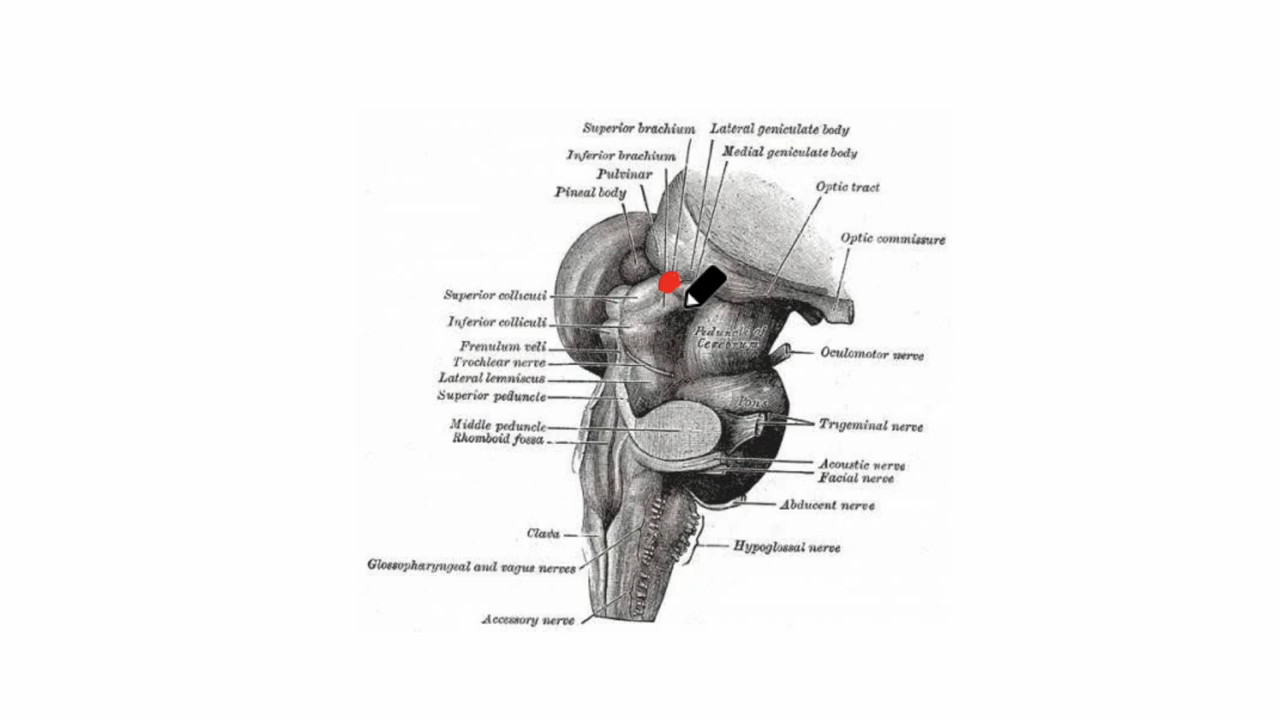 Superior brachium
Lateral geniculate body
Inferior brachium
Medial geniculate body
Pulvinar
Pineal body
Optic tract
Optic commissure
Superior colliculi
Inferior colliculi
Peduncle of
Cerebrum
Frenulum veli
Oculomotor nerve
Trochlear nerve
Lateral lemniscus
Superior peduncle
Pons
Middle peduncle
Trigeminal nerve
Rhomboid fossa
Acoustic nerve
Facial nerve
Abducent nerve
Clava
Hypoglossal nerve
Glossopharyngeal and vagus nerves
Accessory nerve